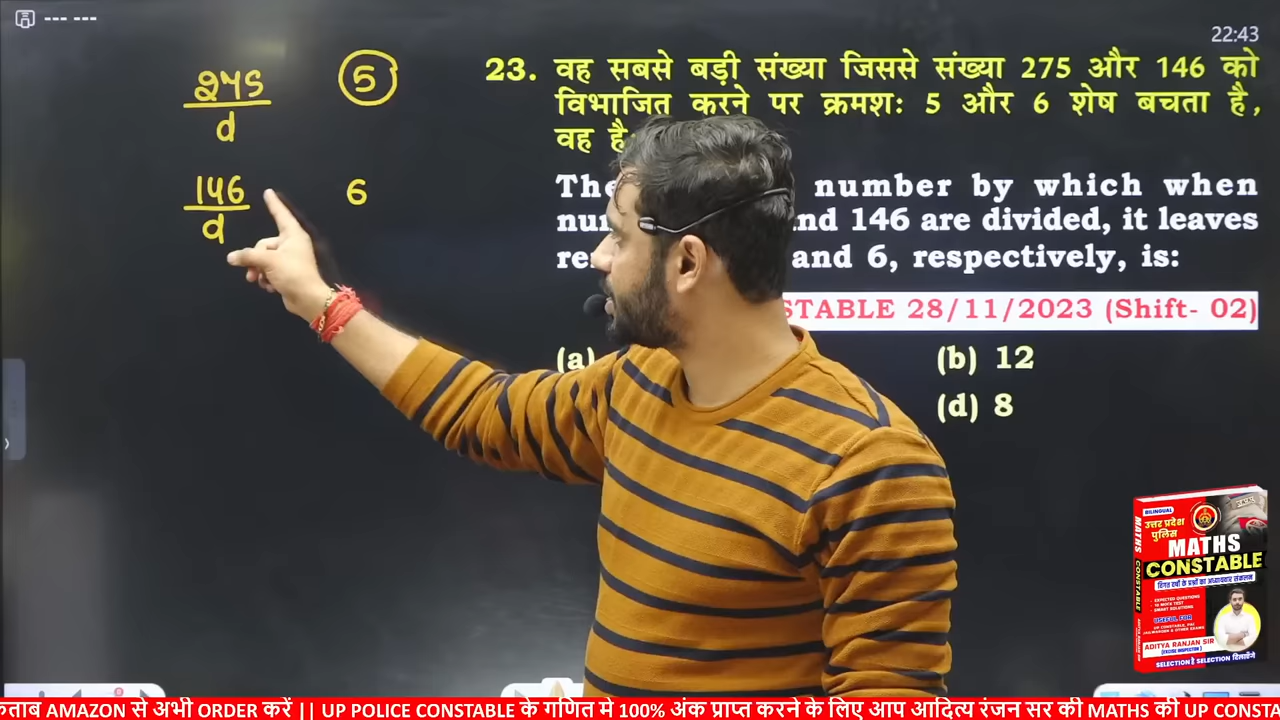 22:43
275
d
5
146
d
6
23. वह सबसे बड़ी संख्या जिससे संख्या 275 और 146 को
विभाजित करने पर क्रमशः 5 और 6 शेष बचता है,
वह है
number by which when
and 146 are divided, it leaves
and 6, respectively, is:
28/11/2023 (Shift- 02)
(b) 12
(d) 8
BILINGUAL
उत्तर प्रदेश
पुलिस
MATHS
CONSTABLE
MATHS CONSTABLE
ADITYA RANJAN SIR
SELECTION है SELECTION दिलाएँगे
AMAZON से अभी ORDER करें || UP POLICE CONSTABLE के गणित मे 100% अंक प्राप्त करने के लिए आप आदित्य रंजन सर की MATHS की UP